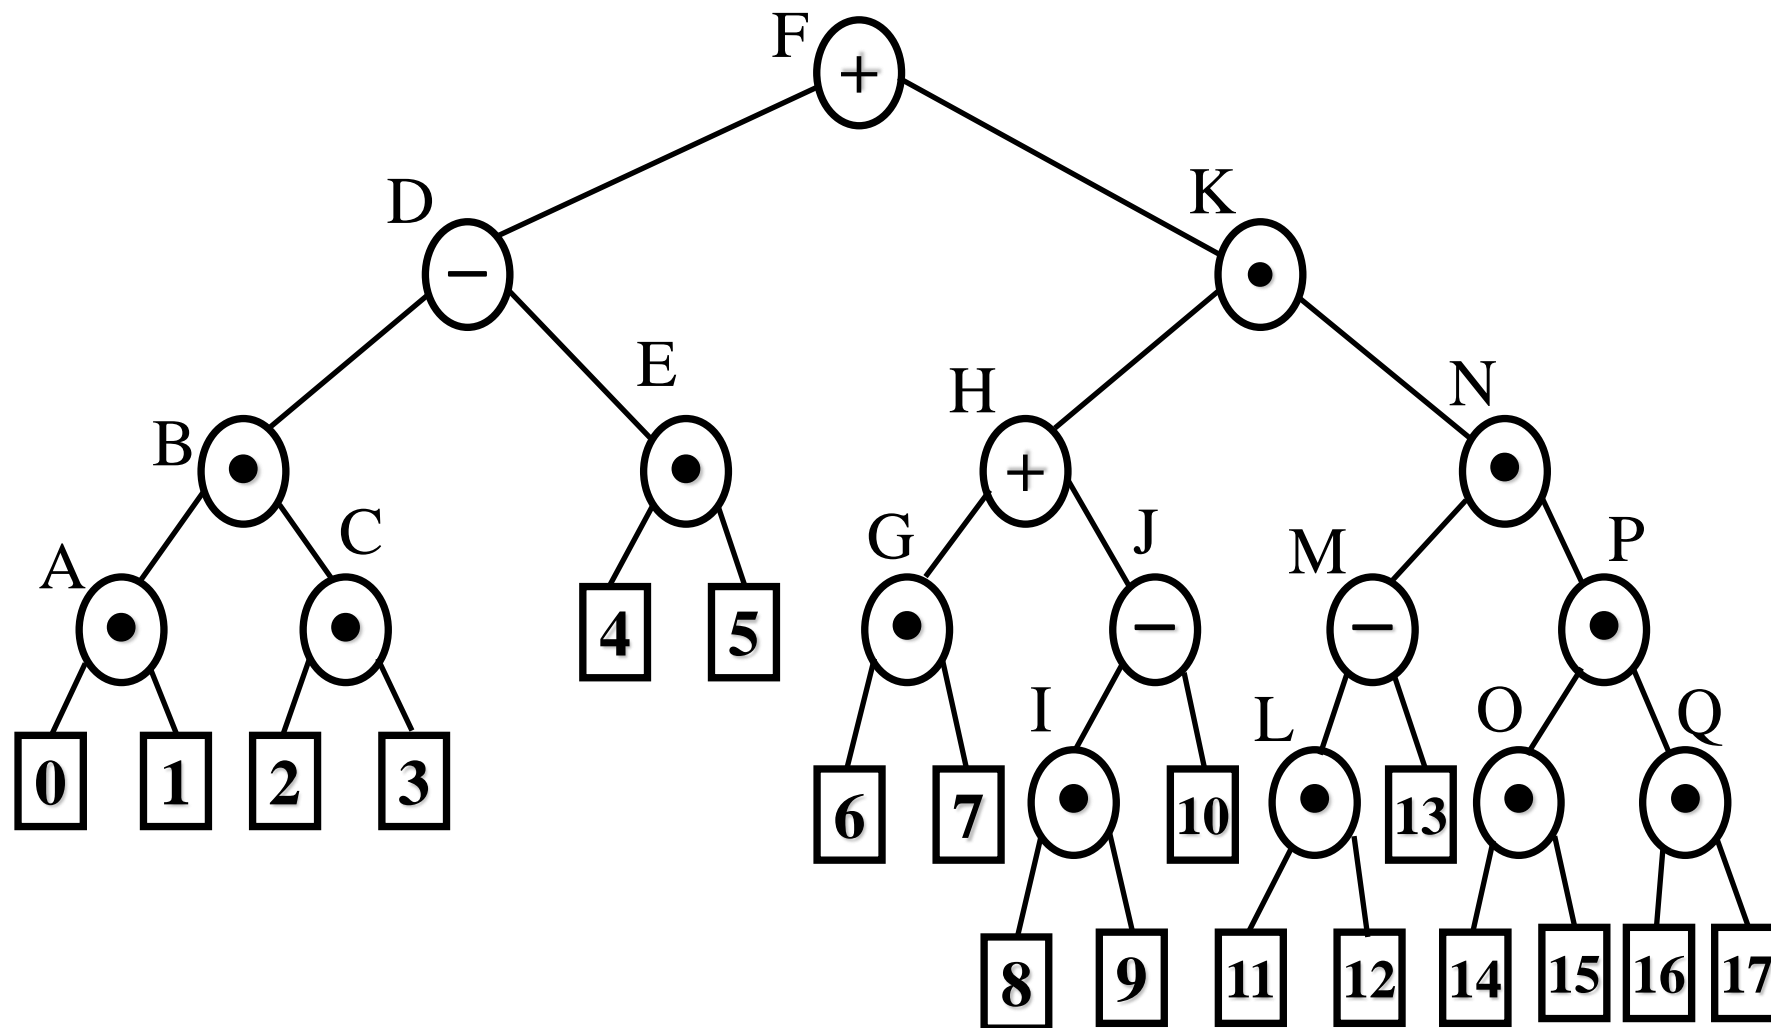 F
+
D
K
−
•
E
H
N
B
•
•
+
•
C
G
J
M
P
A
•
•
4
5
•
−
−
•
I
L
O
Q
0
1
2
3
6
7
•
10
•
13
•
•
8
9
11
12
14
15
16
17